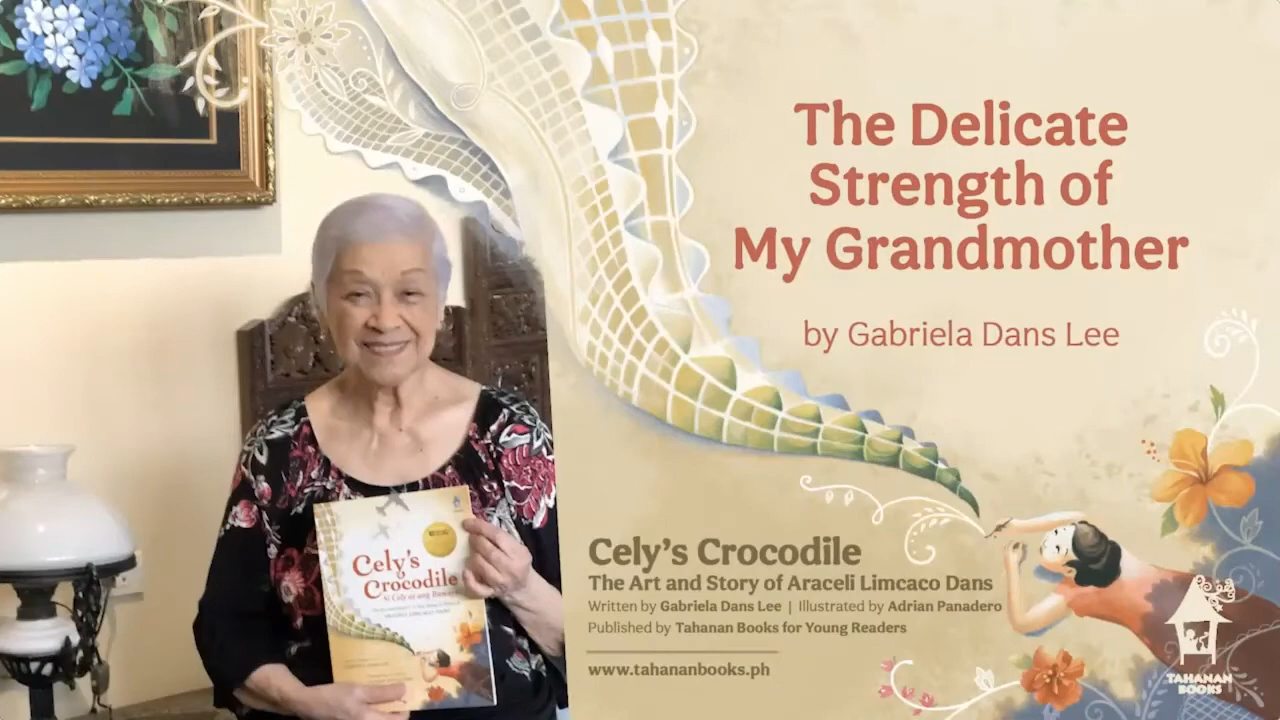 The Delicate
Strength of
My Grandmother
by Gabriela Dans Lee
Cely's Crocodile
The Art and Story of Araceli Limcaco Dans
Written by Gabriela Dans Lee | Illustrated by Adrian Panadero
Published by Tahanan Books for Young Readers
www.tahananbooks.ph
TAHANAN
BOOKS
Cely's
Crocodile